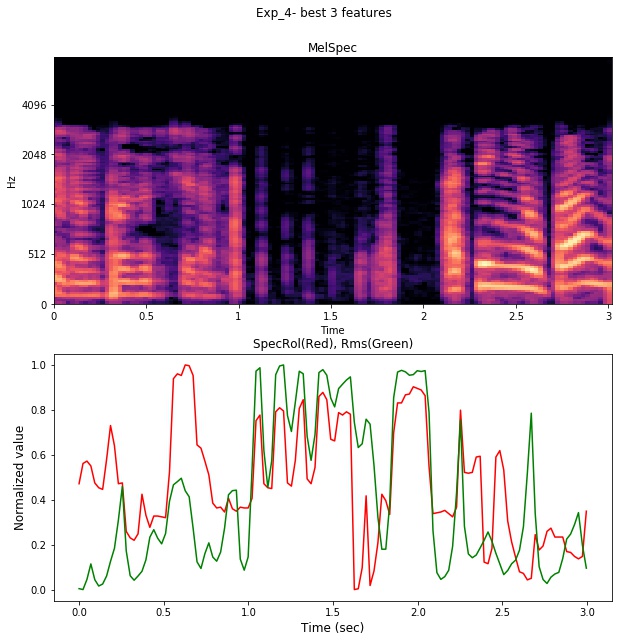 Exp_4- best 3 features
MelSpec
Hz
4096
2048
1024
512
0
0 0.5 1 1.5 2 2.5 3
Time
SpecRol(Red), Rms(Green)
Normalized value
1.0
0.8
0.6
0.4
0.2
0.0
0.0 0.5 1.0 1.5 2.0 2.5 3.0
Time (sec)